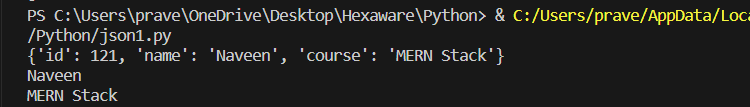 PS C:\Users\prave\OneDrive\Desktop\Hexaware\Python> & C:/Users/prave/AppData/Loca
/Python/json1.py
{'id': 121, 'name': 'Naveen', 'course': 'MERN Stack'}
Naveen
MERN Stack